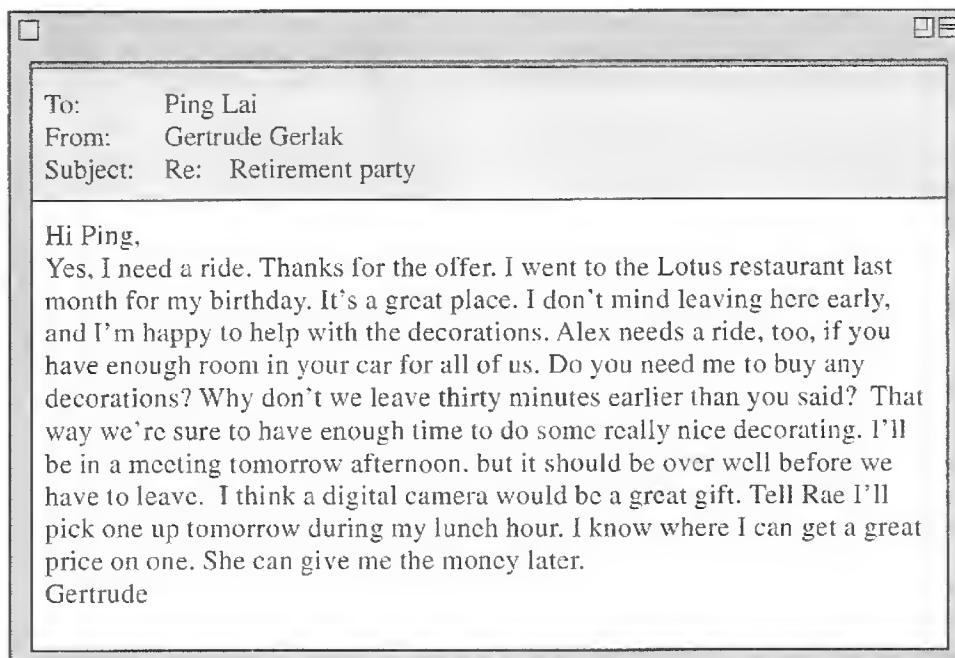 To: Ping Lai
From: Gertrude Gerlak
Subject: Re: Retirement party
Hi Ping,
Yes, I need a ride. Thanks for the offer. I went to the Lotus restaurant last
month for my birthday. It's a great place. I don't mind leaving here early,
and I'm happy to help with the decorations. Alex needs a ride, too, if you
have enough room in your car for all of us. Do you need me to buy any
decorations? Why don't we leave thirty minutes earlier than you said? That
way we're sure to have enough time to do some really nice decorating. I'll
be in a meeting tomorrow afternoon, but it should be over well before we
have to leave. I think a digital camera would be a great gift. Tell Rae I'll
pick one up tomorrow during my lunch hour. I know where I can get a great
price on one. She can give me the money later.
Gertrude